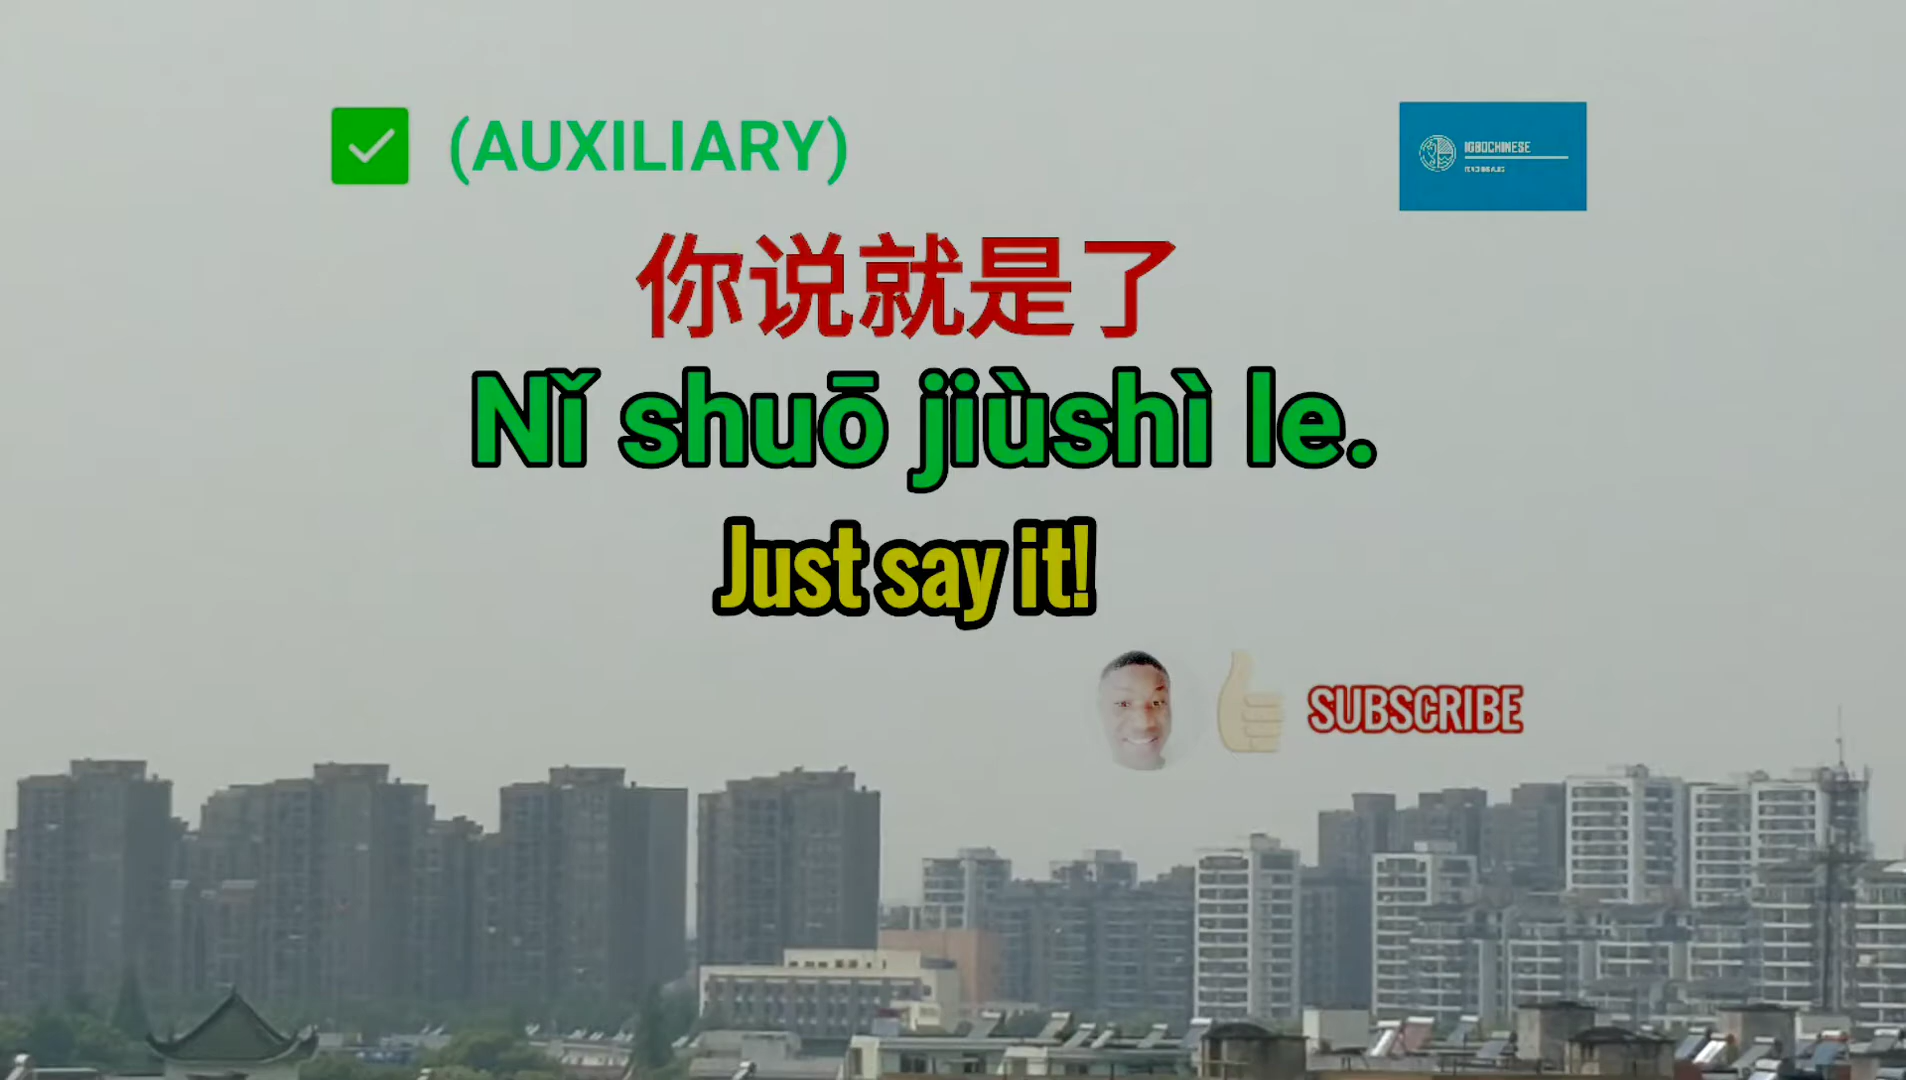 (AUXILIARY)
IGBOCHINESE
你说就是了
Nǐ shuō jiùshì le.
Just say it!
SUBSCRIBE